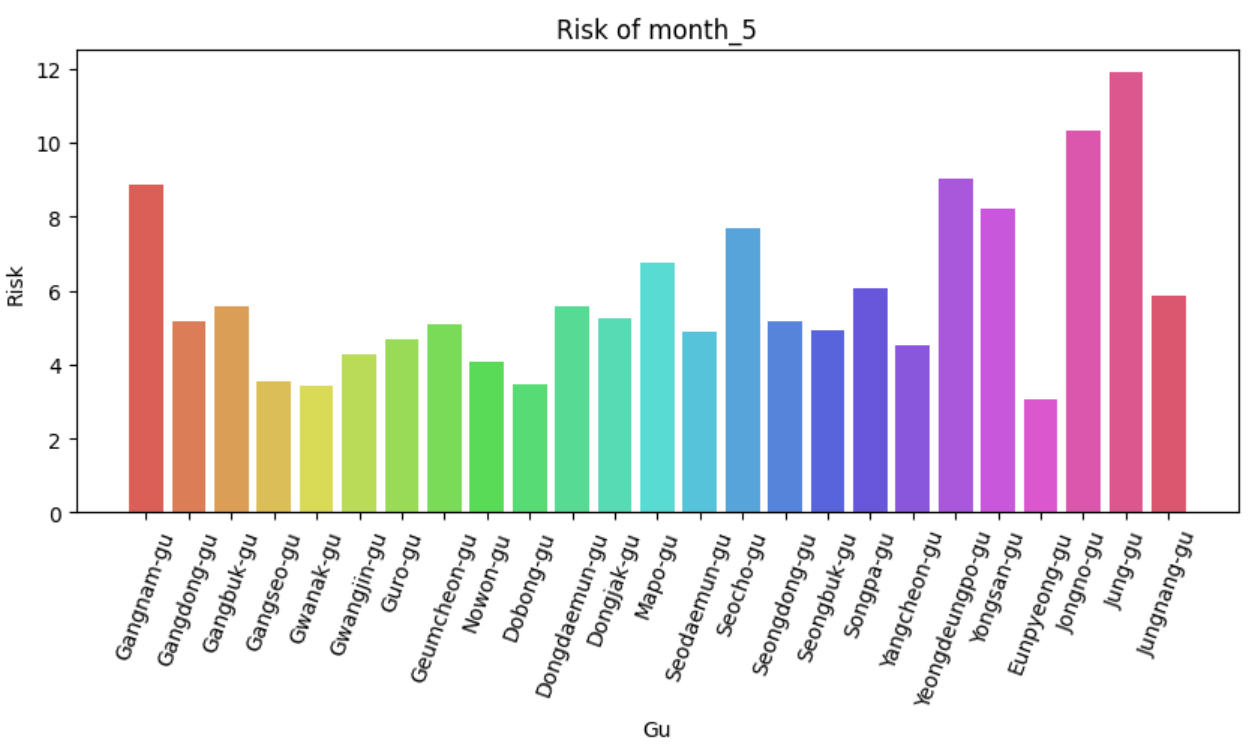 Risk of month_5
12
10
8
6
4
2
0
Risk
Gangnam-gu
Gangdong-gu
Gangbuk-gu
Gangseo-gu
Gwanak-gu
Gwangjin-gu
Guro-gu
Geumcheon-gu
Nowon-gu
Dobong-gu
Dongdaemun-gu
Dongjak-gu
Mapo-gu
Seodaemun-gu
Seocho-gu
Seongdong-gu
Seongbuk-gu
Songpa-gu
Yangcheon-gu
Yeongdeungpo-gu
Yongsan-gu
Eunpyeong-gu
Jongno-gu
Jung-gu
Jungnang-gu
Gu